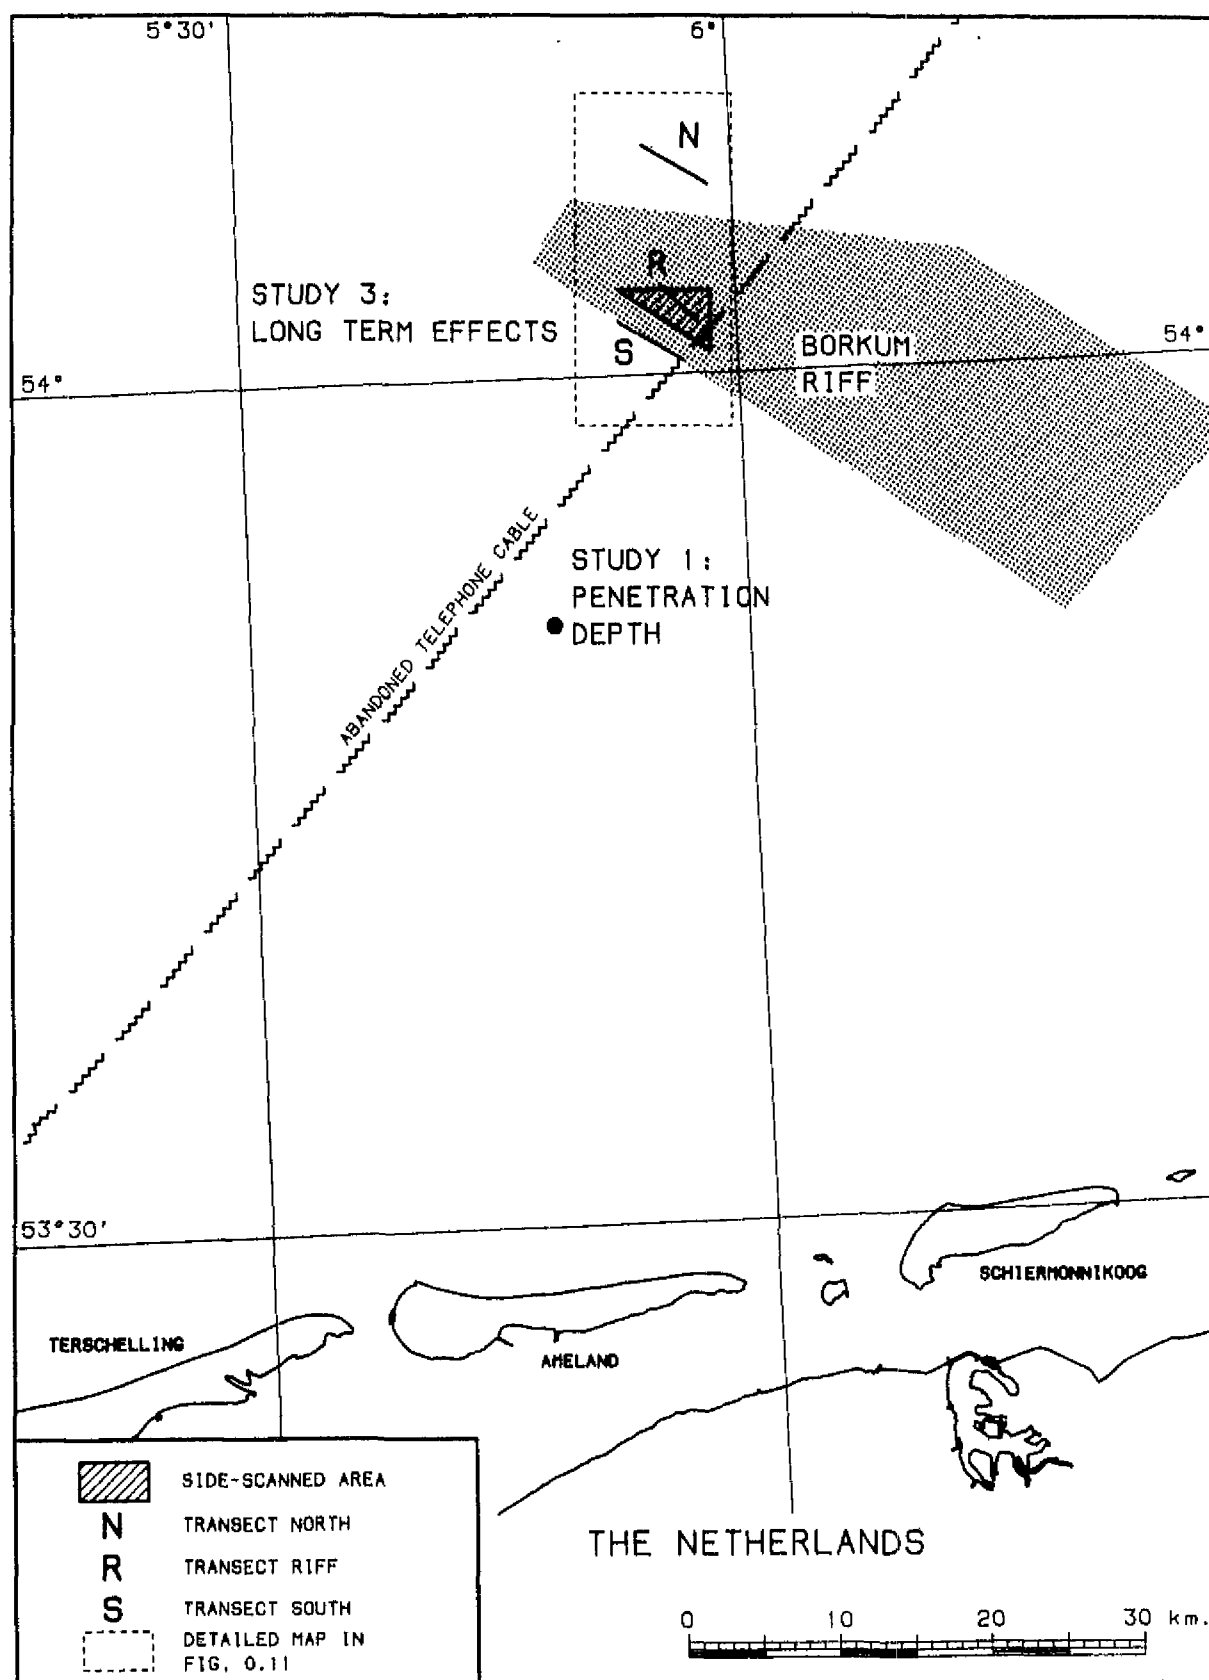 5°30'
6°
N
R
STUDY 3:
LONG TERM EFFECTS
S
BORKUM
RIFF
54°
54°
ABANDONED TELEPHONE CABLE
STUDY 1:
PENETRATION
DEPTH
53°30'
SCHIERMONNIKOOG
TERSCHELLING
AMELAND
SIDE-SCANNED AREA
N TRANSECT NORTH
R TRANSECT RIFF
S TRANSECT SOUTH
DETAILED MAP IN
FIG. 0.11
THE NETHERLANDS
0 10 20 30 km.